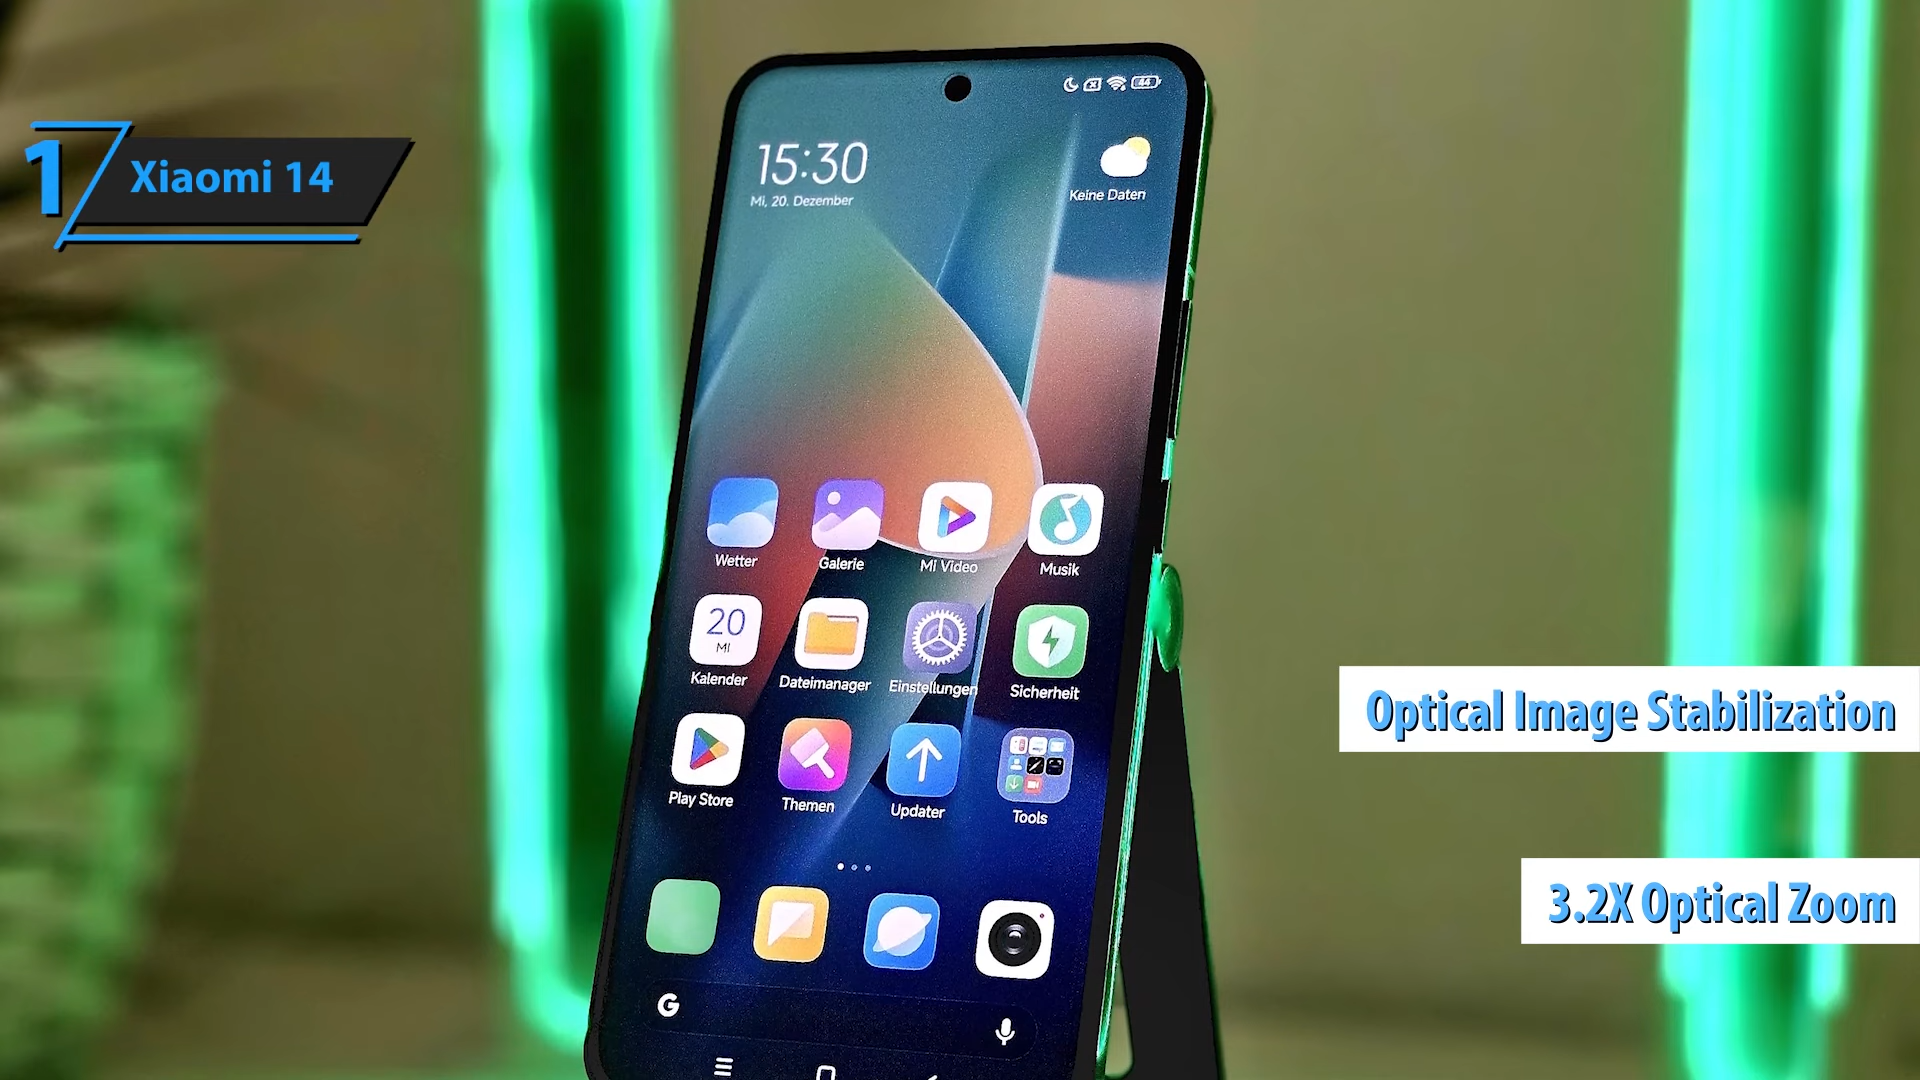 1 Xiaomi 14
44
15:30
Mi, 20. Dezember
Keine Daten
Wetter
Galerie
Mi Video
Musik
20
MI
Kalender
Dateimanager
Einstellungen
Sicherheit
Play Store
Themen
Updater
Tools
G
Optical Image Stabilization
3.2X Optical Zoom